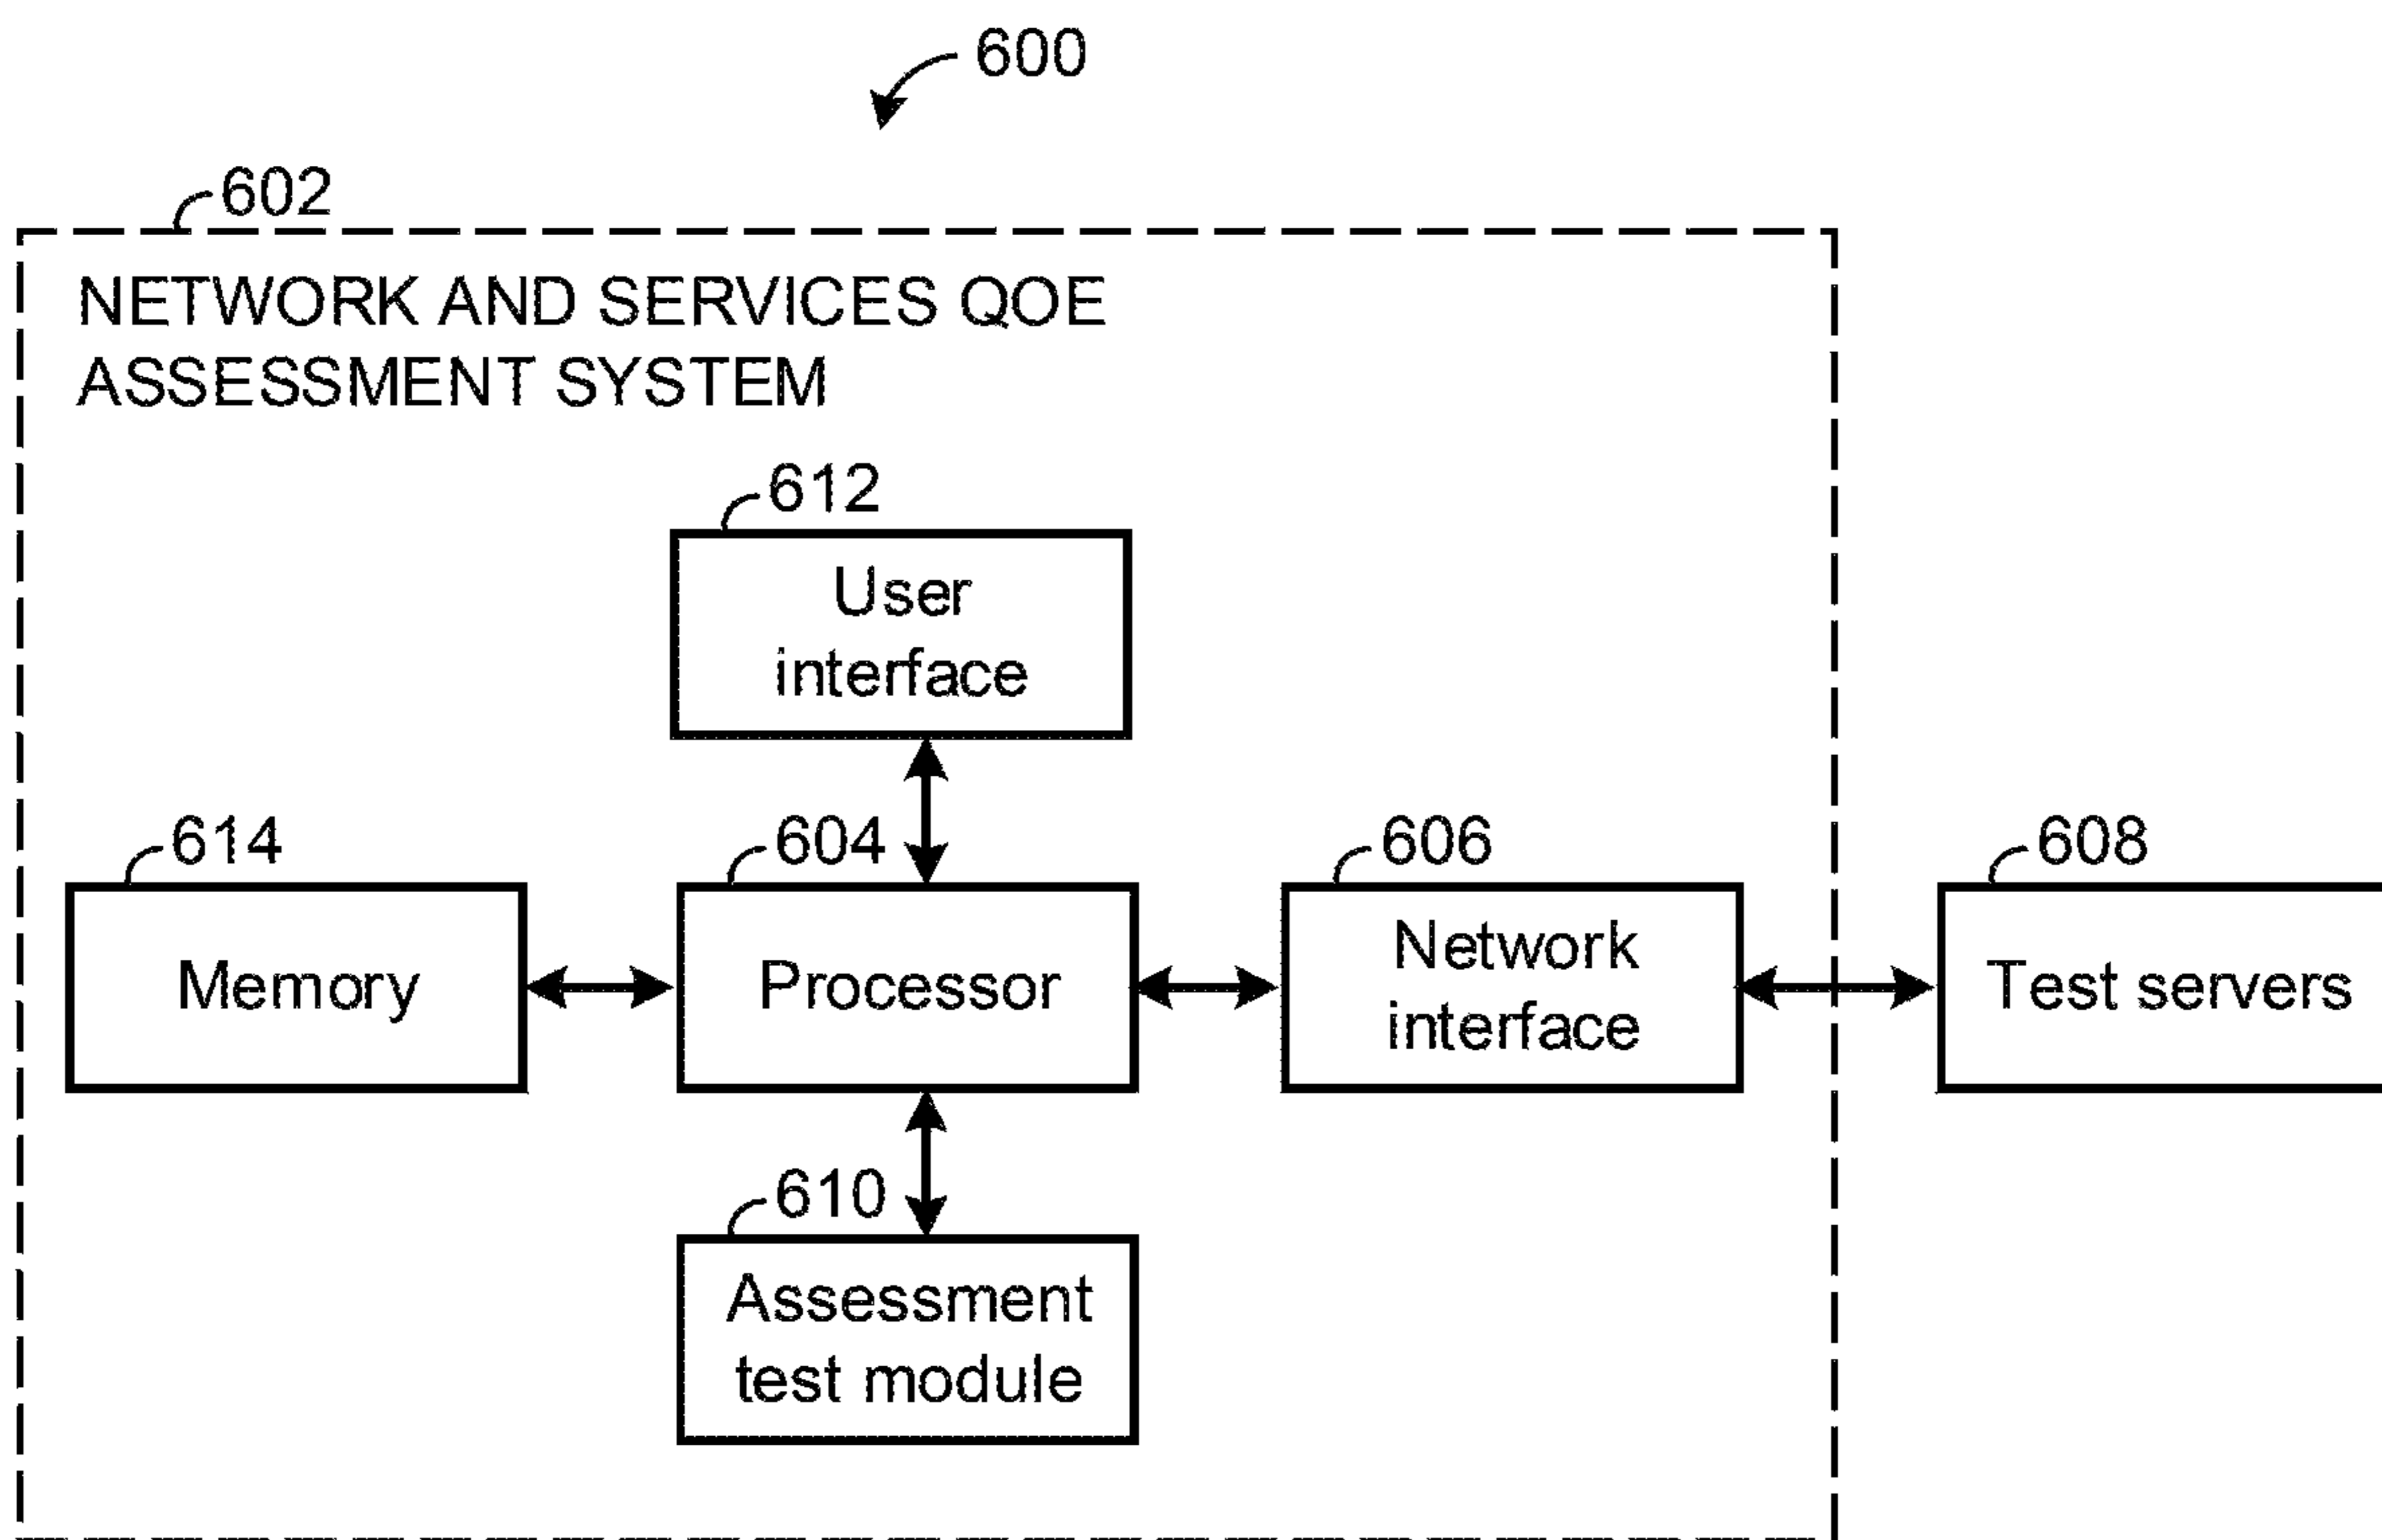 600
602
NETWORK AND SERVICES QOE
ASSESSMENT SYSTEM
612
User
interface
614
604
606
608
Memory
Processor
Network
interface
Test servers
610
Assessment
test module